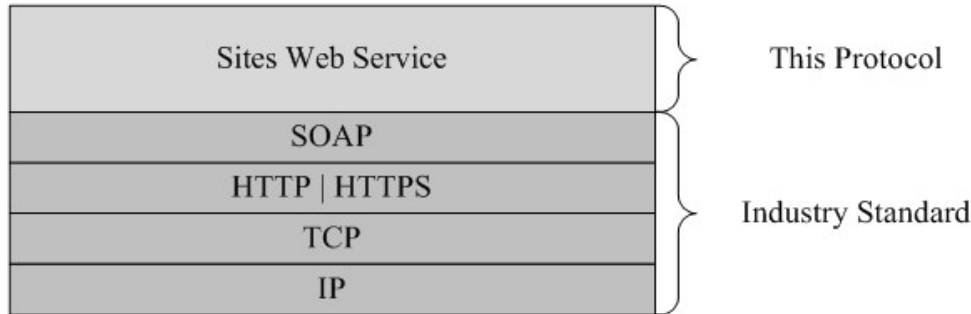 Sites Web Service
This Protocol
SOAP
HTTP | HTTPS
TCP
IP
Industry Standard